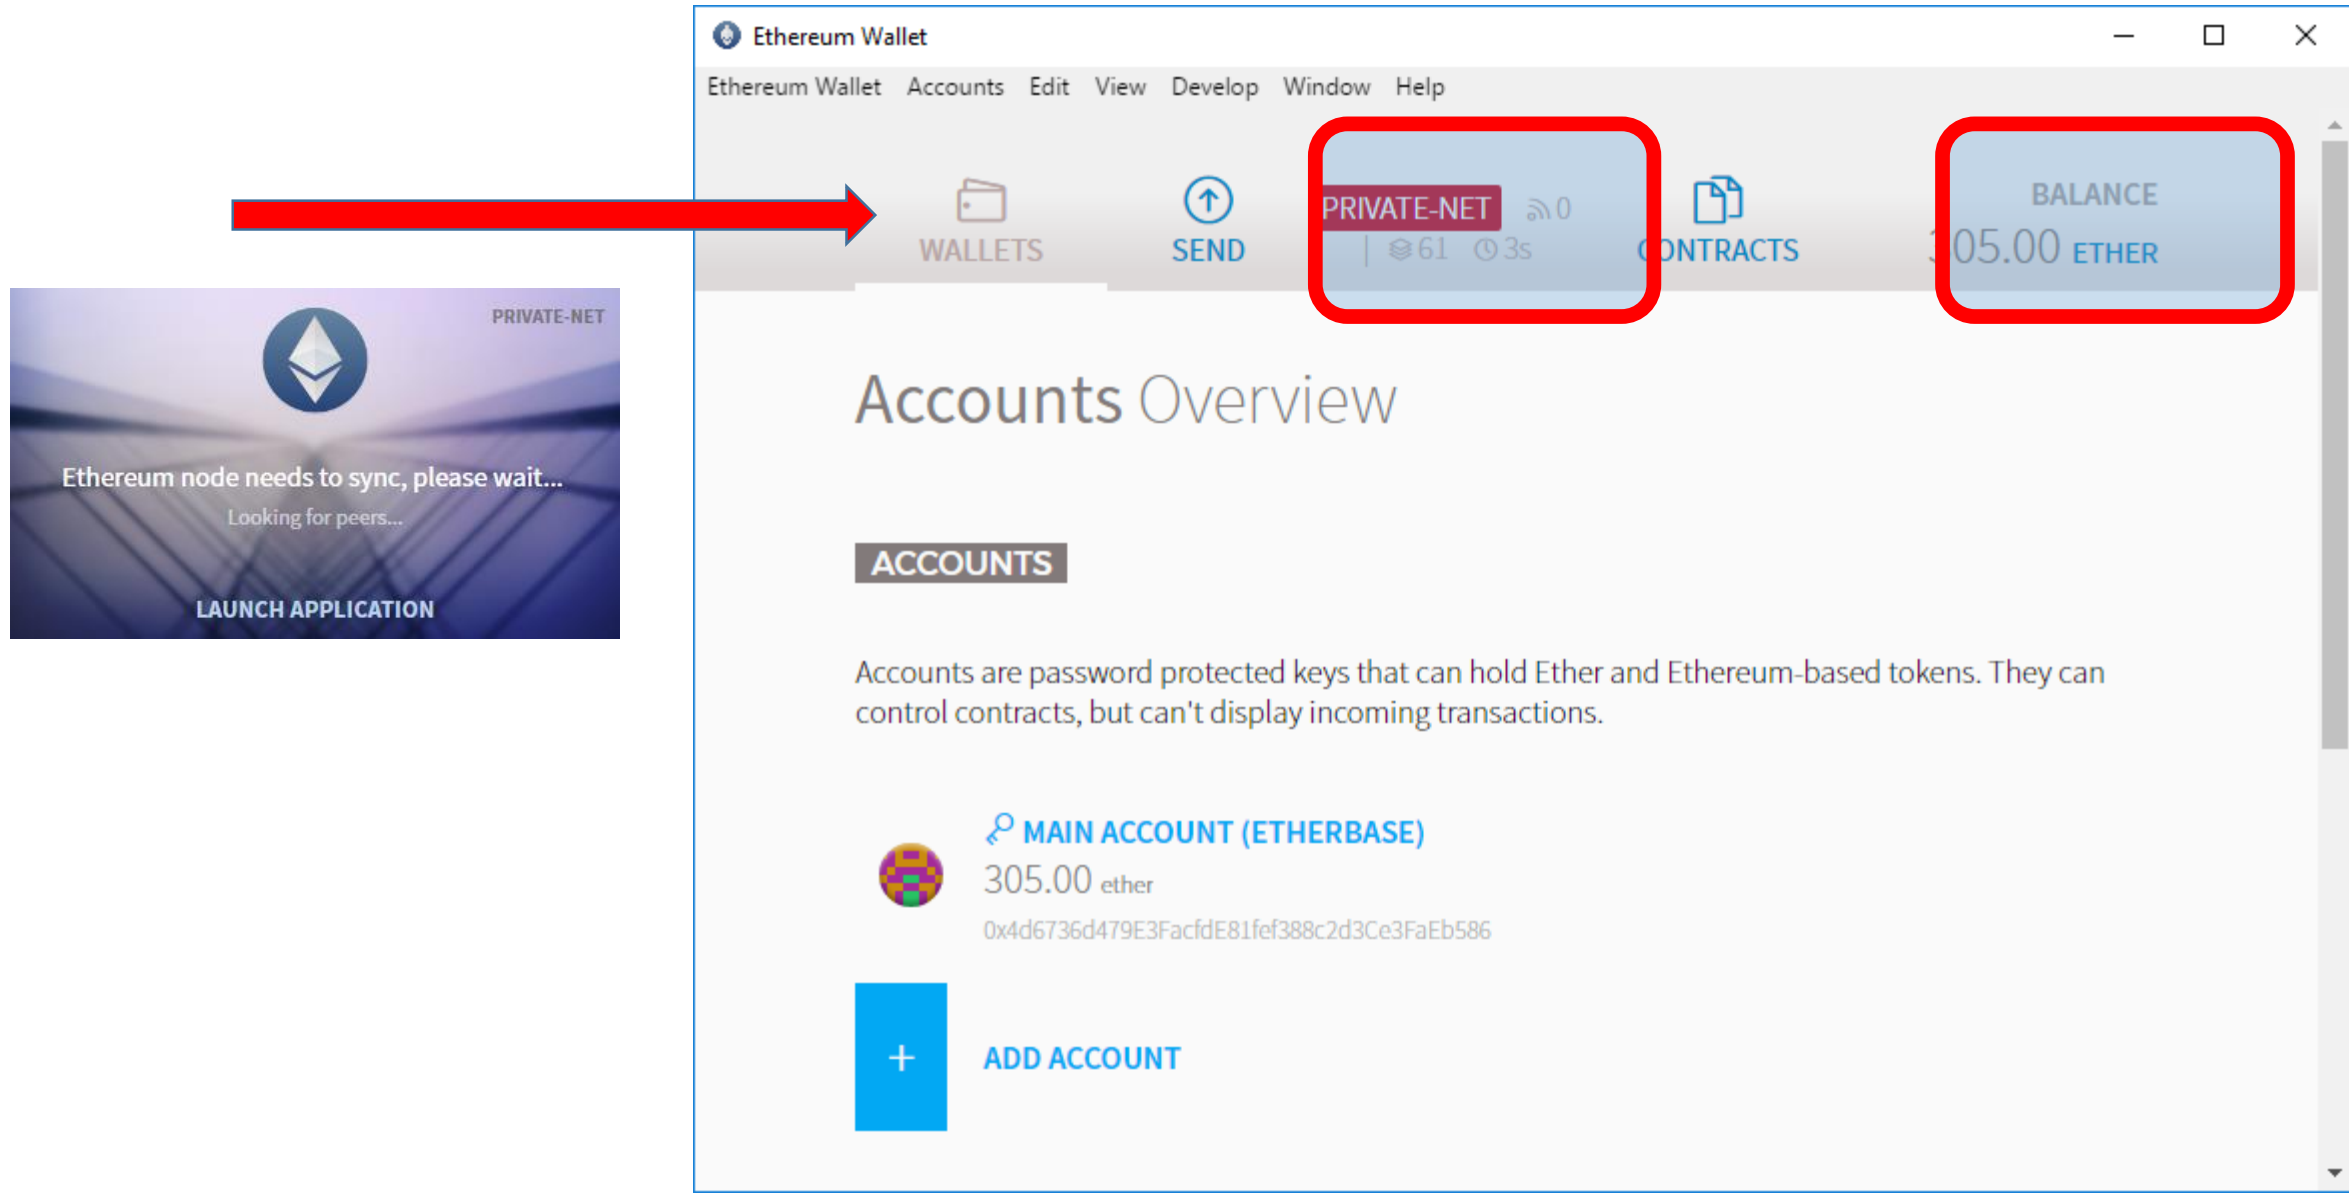 PRIVATE-NET
Ethereum node needs to sync, please wait...
Looking for peers...
LAUNCH APPLICATION
Ethereum Wallet
Ethereum Wallet Accounts Edit View Develop Window Help
WALLETS
SEND
PRIVATE-NET 0
61 3s
CONTRACTS
BALANCE
305.00 ETHER
Accounts Overview
ACCOUNTS
Accounts are password protected keys that can hold Ether and Ethereum-based tokens. They can
control contracts, but can't display incoming transactions.
MAIN ACCOUNT (ETHERBASE)
305.00 ether
0x4d6736d479E3FacfdE81fef388c2d3Ce3FaEb586
+
ADD ACCOUNT